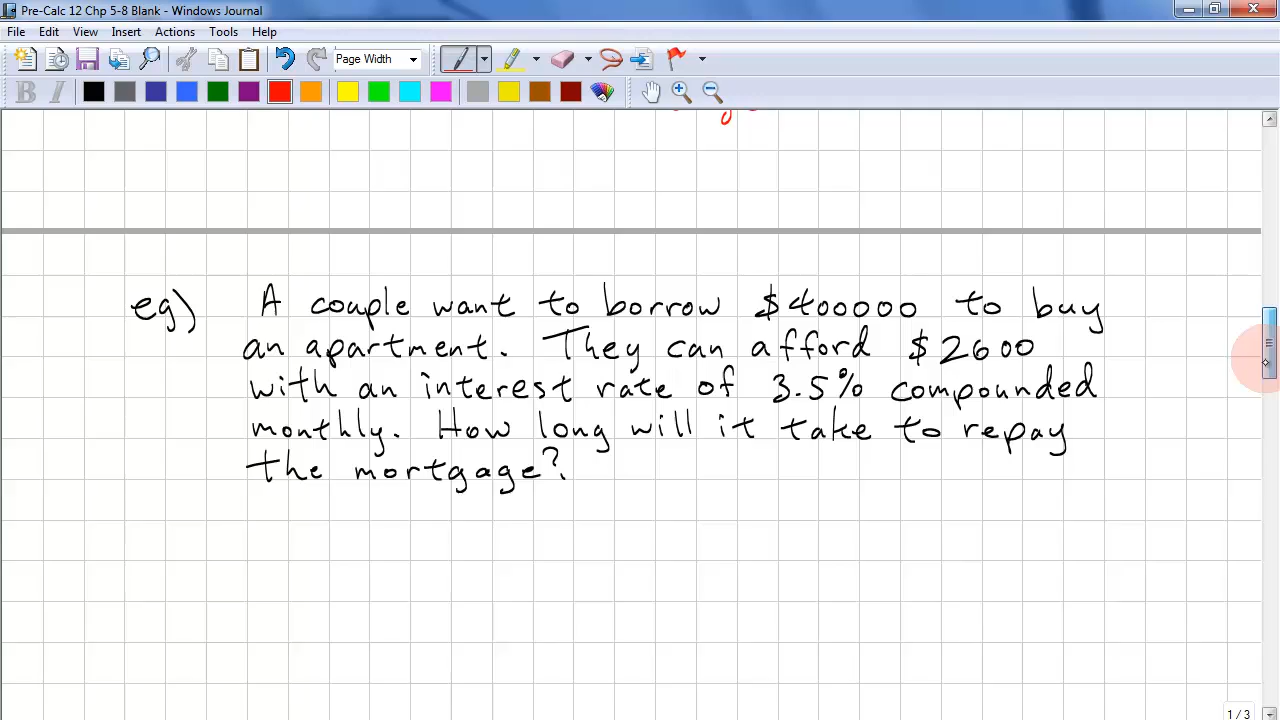 Pre-Calc 12 Chp 5-8 Blank - Windows Journal
File Edit View Insert Actions Tools Help
Page Width
B I
eg) A couple want to borrow $400000 to buy
an apartment. They can afford $2600
with an interest rate of 3.5% compounded
monthly. How long will it take to repay
the mortgage?
1 / 3